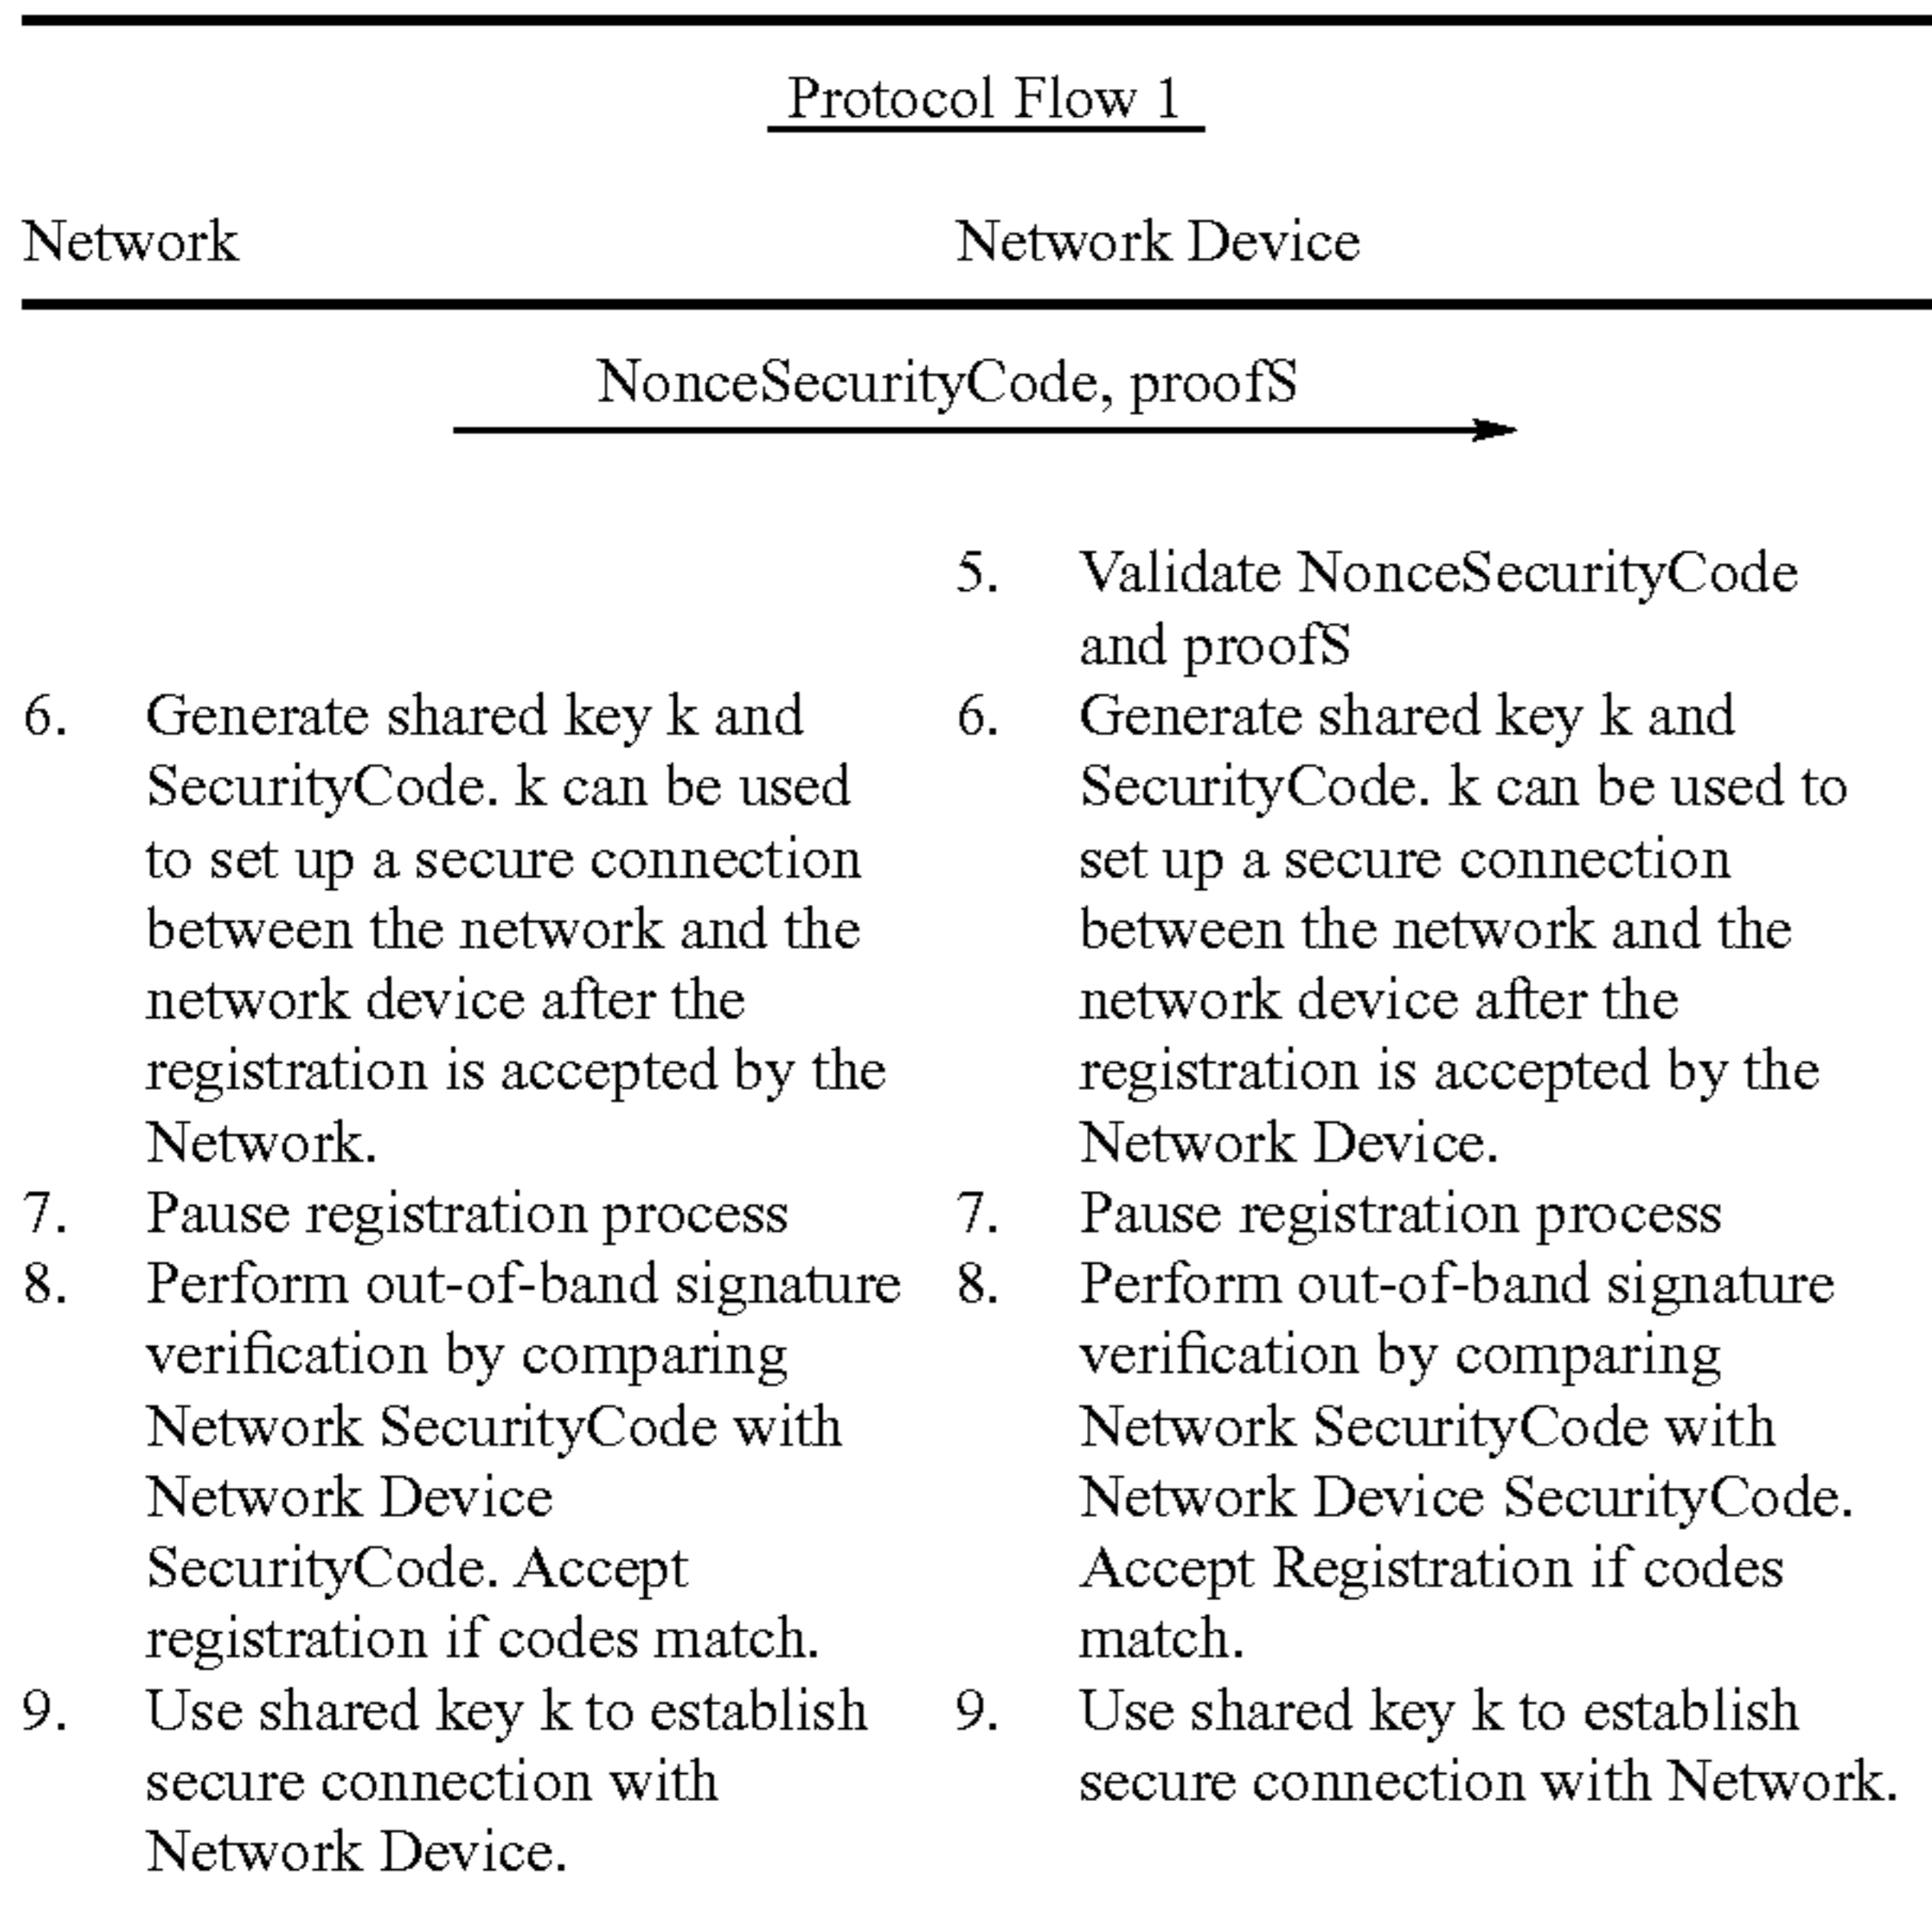 Protocol Flow 1
Network Network Device
NonceSecurityCode, proofS
5. Validate NonceSecurityCode
and proofS
6. Generate shared key k and
SecurityCode. k can be used
to set up a secure connection
between the network and the
network device after the
registration is accepted by the
Network.
6. Generate shared key k and
SecurityCode. k can be used to
set up a secure connection
between the network and the
network device after the
registration is accepted by the
Network Device.
7. Pause registration process
7. Pause registration process
8. Perform out-of-band signature
verification by comparing
Network SecurityCode with
Network Device
SecurityCode. Accept
registration if codes match.
8. Perform out-of-band signature
verification by comparing
Network SecurityCode with
Network Device SecurityCode.
Accept Registration if codes
match.
9. Use shared key k to establish
secure connection with
Network Device.
9. Use shared key k to establish
secure connection with Network.